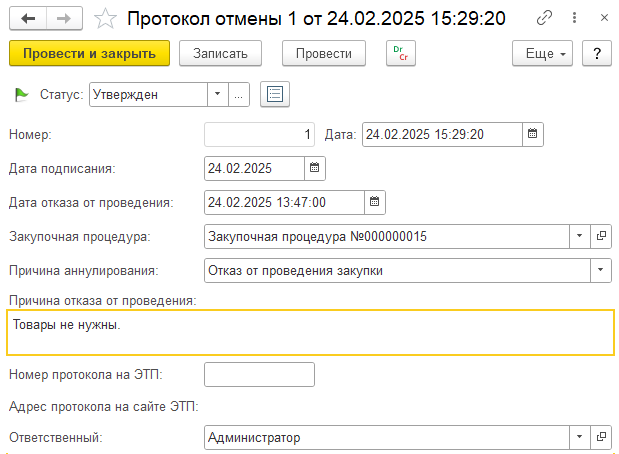 Протокол отмены 1 от 24.02.2025 15:29:20
Провести и закрыть Записать Провести Dr Cr Еще ?
Статус: Утвержден ...
Номер: 1 Дата: 24.02.2025 15:29:20
Дата подписания: 24.02.2025
Дата отказа от проведения: 24.02.2025 13:47:00
Закупочная процедура: Закупочная процедура №000000015
Причина аннулирования: Отказ от проведения закупки
Причина отказа от проведения:
Товары не нужны.
Номер протокола на ЭТП:
Адрес протокола на сайте ЭТП:
Ответственный: Администратор